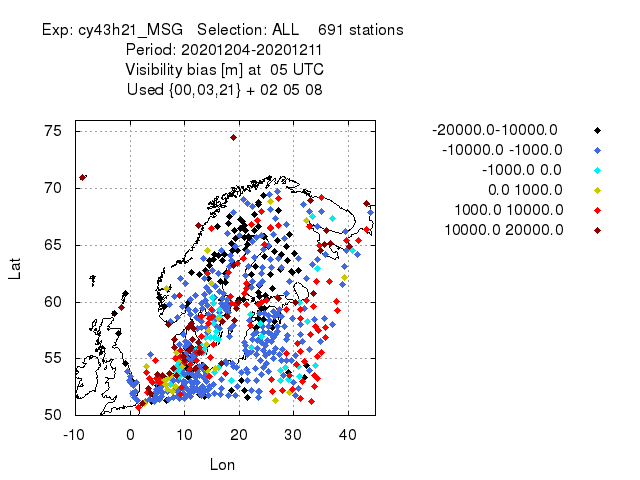 Exp: cy43h21_MSG   Selection: ALL    691 stations
Period: 20201204-20201211
Visibility bias [m] at  05 UTC
Used {00,03,21} + 02 05 08
-20000.0-10000.0
-10000.0 -1000.0
-1000.0 0.0
0.0 1000.0
1000.0 10000.0
10000.0 20000.0
75
70
65
60
55
50
Lat
-10 0 10 20 30 40
Lon